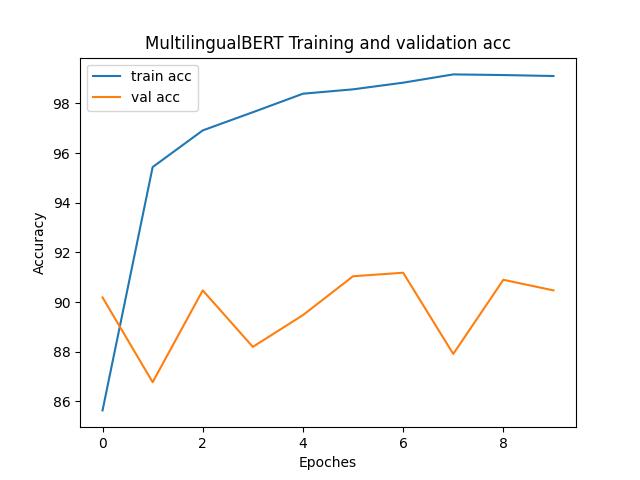 MultilingualBERT Training and validation acc
train acc
val acc
98
96
94
92
90
88
86
Accuracy
0 2 4 6 8
Epoches